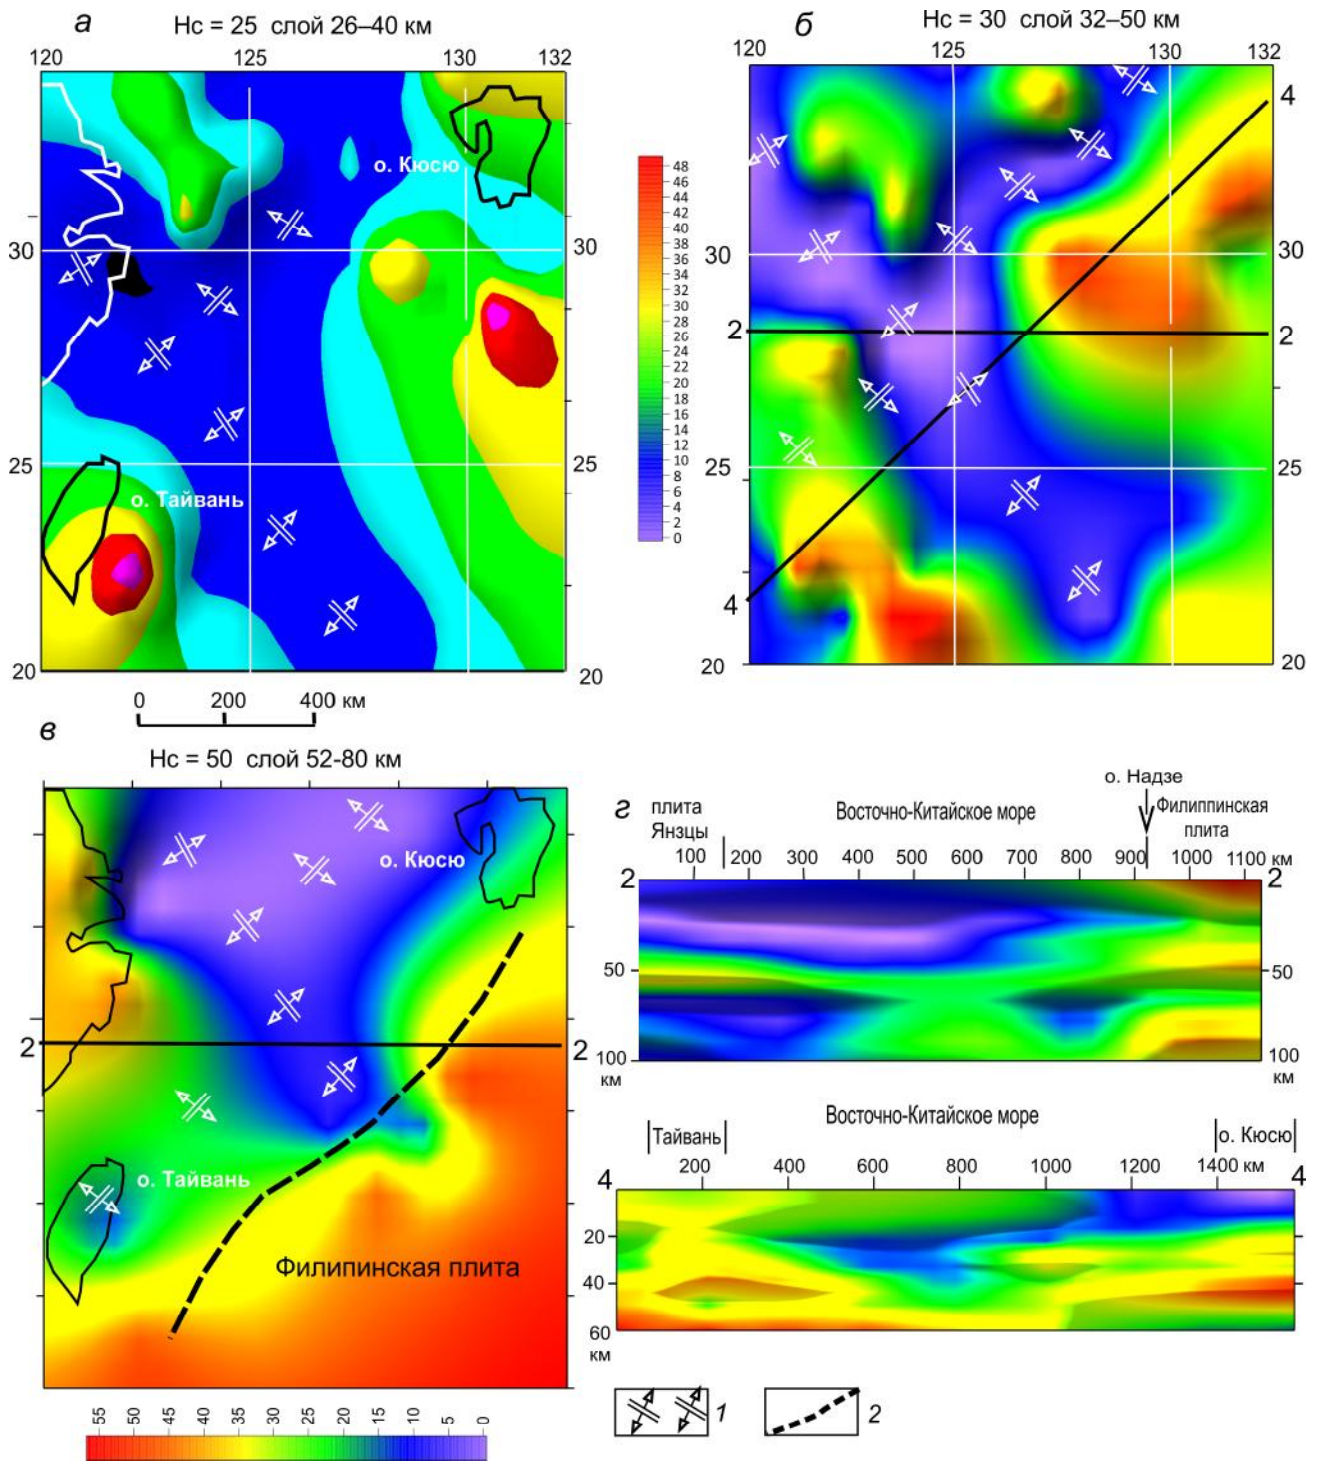 а
Нс = 25 слой 26–40 км
120 125 130 132
о. Кюсю
30 30
25 25
о. Тайвань
20 20
0 200 400 км
48
46
44
42
40
38
36
34
32
30
28
26
24
22
20
18
16
14
12
10
8
6
4
2
0
б
Нс = 30 слой 32–50 км
120 125 130 132
4
30 30
2 2
25 25
4
20 20
в
Нс = 50 слой 52-80 км
о. Кюсю
2 2
о. Тайвань
Филипинская плита
55 50 45 40 35 30 25 20 15 10 5 0
г
о. Надзе
плита
Янзцы
Восточно-Китайское море
Филиппинская
плита
100 200 300 400 500 600 700 800 900 1000 1100 км
2 2
50 50
100 100
км км
Восточно-Китайское море
Тайвань о. Кюсю
200 400 600 800 1000 1200 1400 км
4 4
20
40
60
км
1 2